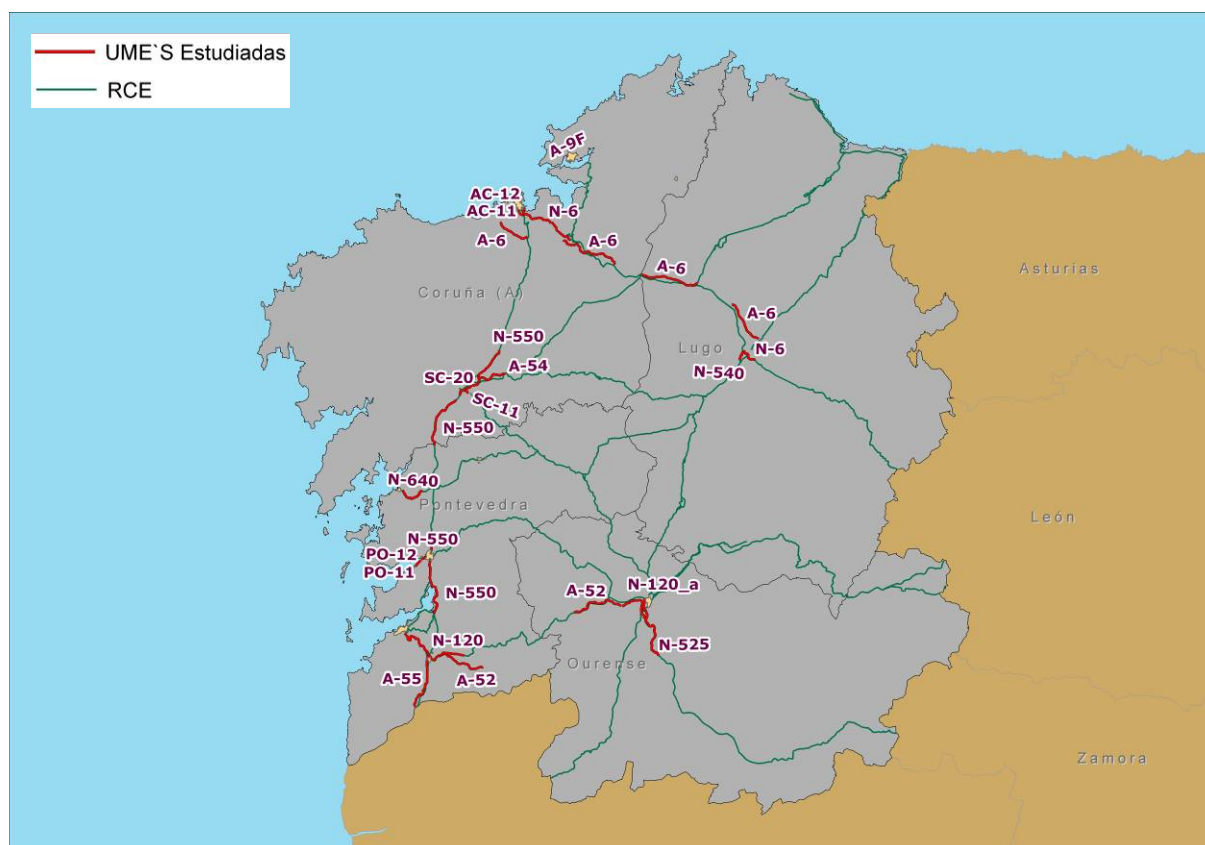 UME`S Estudiadas
RCE
A-9F
AC-12
AC-11
N-6
A-6
A-6
A-6
Asturias
Coruña (A)
A-6
N-550
Lugo
N-6
A-54
SC-20
N-540
SC-11
N-550
N-640
Pontevedra
León
N-550
PO-12
PO-11
N-120_a
A-52
N-550
N-120
N-525
Ourense
A-55
A-52
Zamora